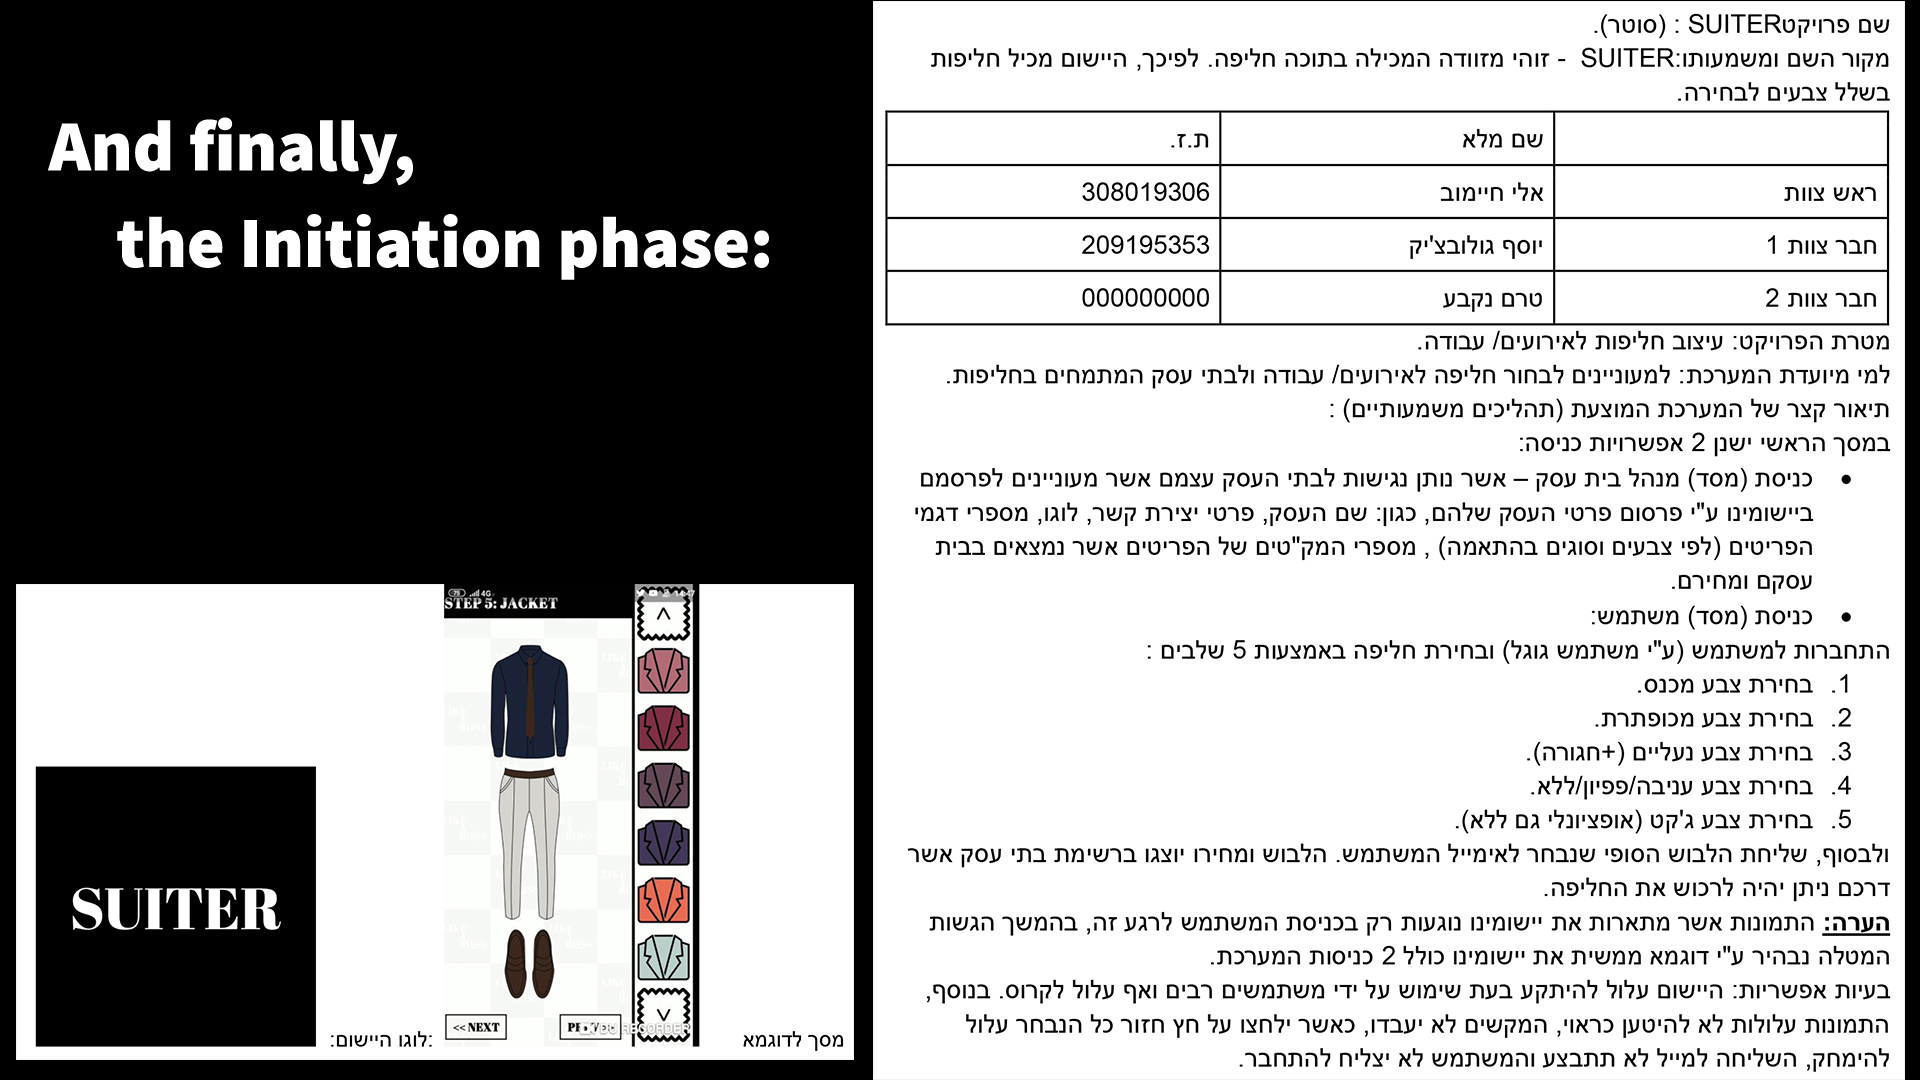 And finally,
the Initiation phase:
שם פרויקטSUITER : (סוטר).
מקור השם ומשמעותו:SUITER - זוהי מזוודה המכילה בתוכה חליפה. לפיכך, היישום מכיל חליפות
בשלל צבעים לבחירה.
שם מלא ת.ז.
ראש צוות אלי חיימוב 308019306
חבר צוות 1 יוסף גולובצ'יק 209195353
חבר צוות 2 טרם נקבע 000000000
מטרת הפרויקט: עיצוב חליפות לאירועים/ עבודה.
למי מיועדת המערכת: למעוניינים לבחור חליפה לאירועים/ עבודה ולבתי עסק המתמחים בחליפות.
תיאור קצר של המערכת המוצעת (תהליכים משמעותיים) :
במסך הראשי ישנן 2 אפשרויות כניסה:
• כניסת (מסד) מנהל בית עסק – אשר נותן נגישות לבתי העסק עצמם אשר מעוניינים לפרסמם
ביישומינו ע"י פרסום פרטי העסק שלהם, כגון: שם העסק, פרטי יצירת קשר, לוגו, מספרי דגמי
הפריטים (לפי צבעים וסוגים בהתאמה) , מספרי המק"טים של הפריטים אשר נמצאים בבית
עסקם ומחירם.
• כניסת (מסד) משתמש:
התחברות למשתמש (ע"י משתמש גוגל) ובחירת חליפה באמצעות 5 שלבים :
1. בחירת צבע מכנס.
2. בחירת צבע מכופתרת.
3. בחירת צבע נעליים (+חגורה).
4. בחירת צבע עניבה/פפיון/ללא.
5. בחירת צבע ג'קט (אופציונלי גם ללא).
ולבסוף, שליחת הלבוש הסופי שנבחר לאימייל המשתמש. הלבוש ומחירו יוצגו ברשימת בתי עסק אשר
דרכם ניתן יהיה לרכוש את החליפה.
הערה: התמונות אשר מתארות את יישומינו נוגעות רק בכניסת המשתמש לרגע זה, בהמשך הגשות
המטלה נבהיר ע"י דוגמא ממשית את יישומינו כולל 2 כניסות המערכת.
בעיות אפשריות: היישום עלול להיתקע בעת שימוש על ידי משתמשים רבים ואף עלול לקרוס. בנוסף,
התמונות עלולות לא להיטען כראוי, המקשים לא יעבדו, כאשר ילחצו על חץ חזור כל הנבחר עלול
להימחק, השליחה למייל לא תתבצע והמשתמש לא יצליח להתחבר.
4G
14:47
STEP 5: JACKET
<< NEXT
RECORDER
SUITER
לוגו היישום:
מסך לדוגמא: